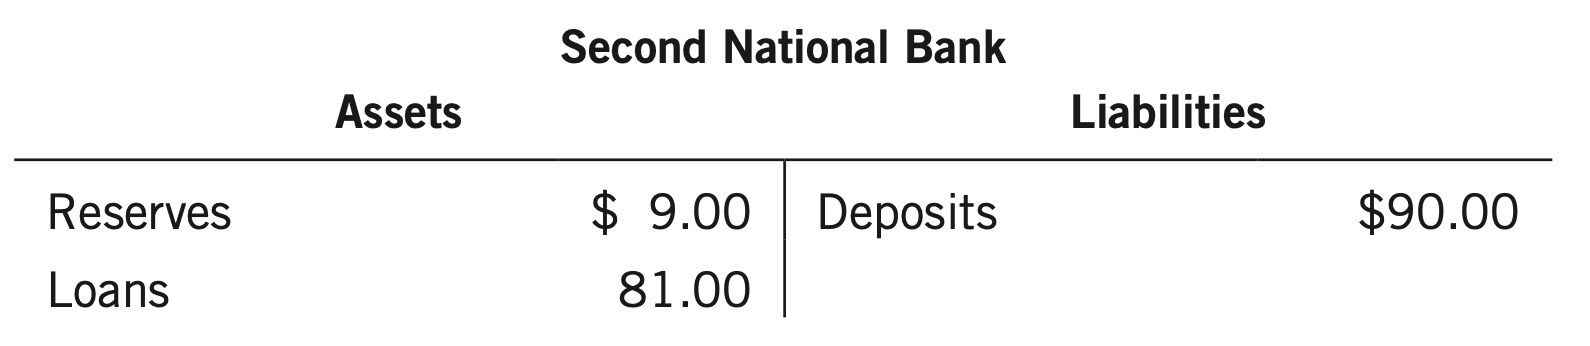 Second National Bank
Assets Liabilities
Reserves $ 9.00 Deposits $90.00
Loans 81.00